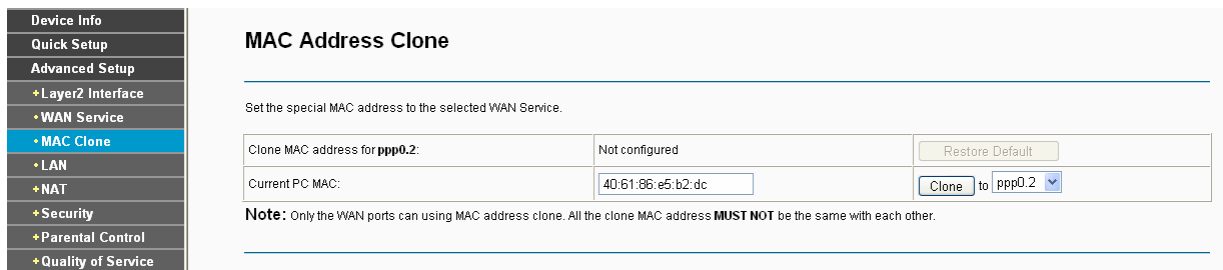 Device Info
Quick Setup
Advanced Setup
+Layer2 Interface
•WAN Service
•MAC Clone
•LAN
+NAT
+Security
+Parental Control
+Quality of Service
MAC Address Clone
Set the special MAC address to the selected WAN Service.
Clone MAC address for ppp0.2: Not configured Restore Default
Current PC MAC: 40:61:86:e5:b2:dc Clone to ppp0.2
Note: Only the WAN ports can using MAC address clone. All the clone MAC address MUST NOT be the same with each other.